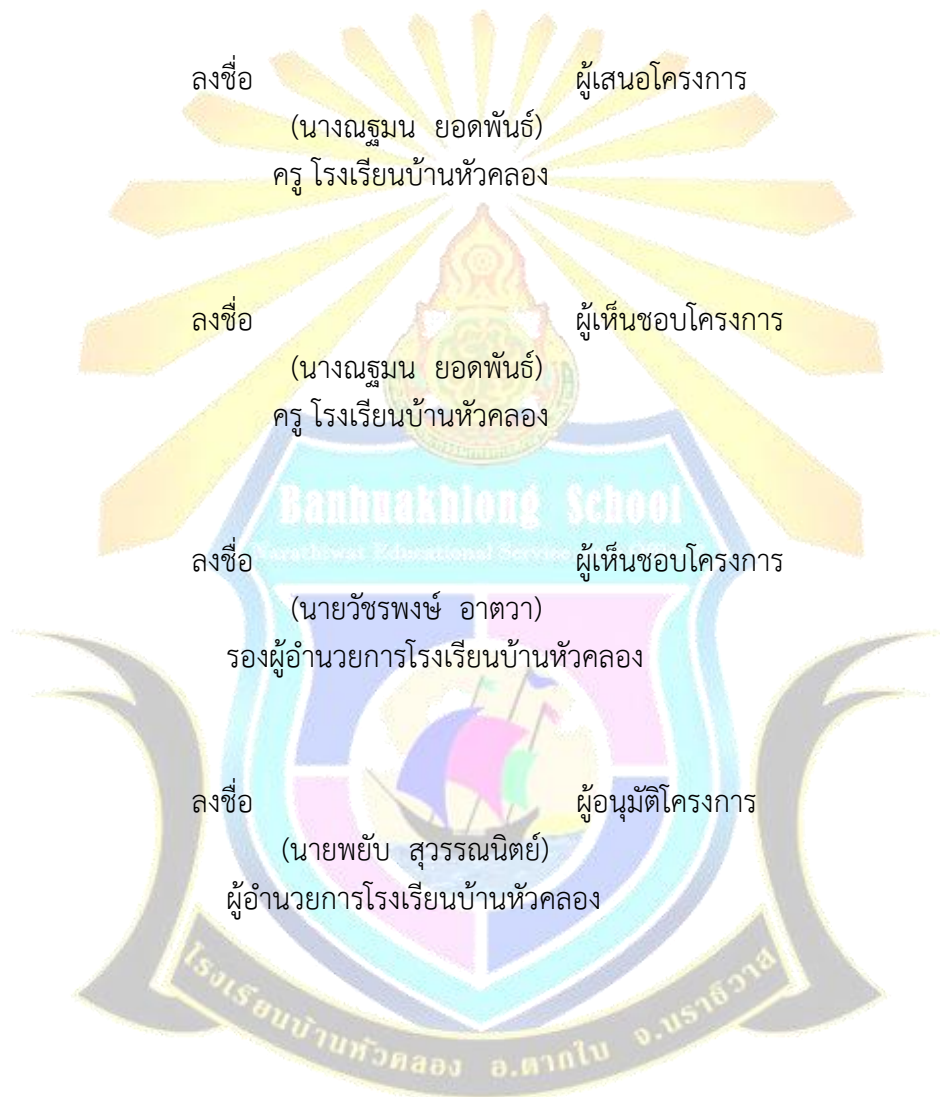 ลงชื่อ ผู้เสนอโครงการ
(นางณฐมน ยอดพันธ์)
ครู โรงเรียนบ้านหัวคลอง
ลงชื่อ ผู้เห็นชอบโครงการ
(นางณฐมน ยอดพันธ์)
ครู โรงเรียนบ้านหัวคลอง
Banhuakhlong School
Narathiwat Educational Service
ลงชื่อ ผู้เห็นชอบโครงการ
(นายวัชรพงษ์ อาตวา)
รองผู้อำนวยการโรงเรียนบ้านหัวคลอง
ลงชื่อ ผู้อนุมัติโครงการ
(นายพยับ สุวรรณนิตย์)
ผู้อำนวยการโรงเรียนบ้านหัวคลอง
โรงเรียนบ้านหัวคลอง อ.ตากใบ จ.นราธิวาส